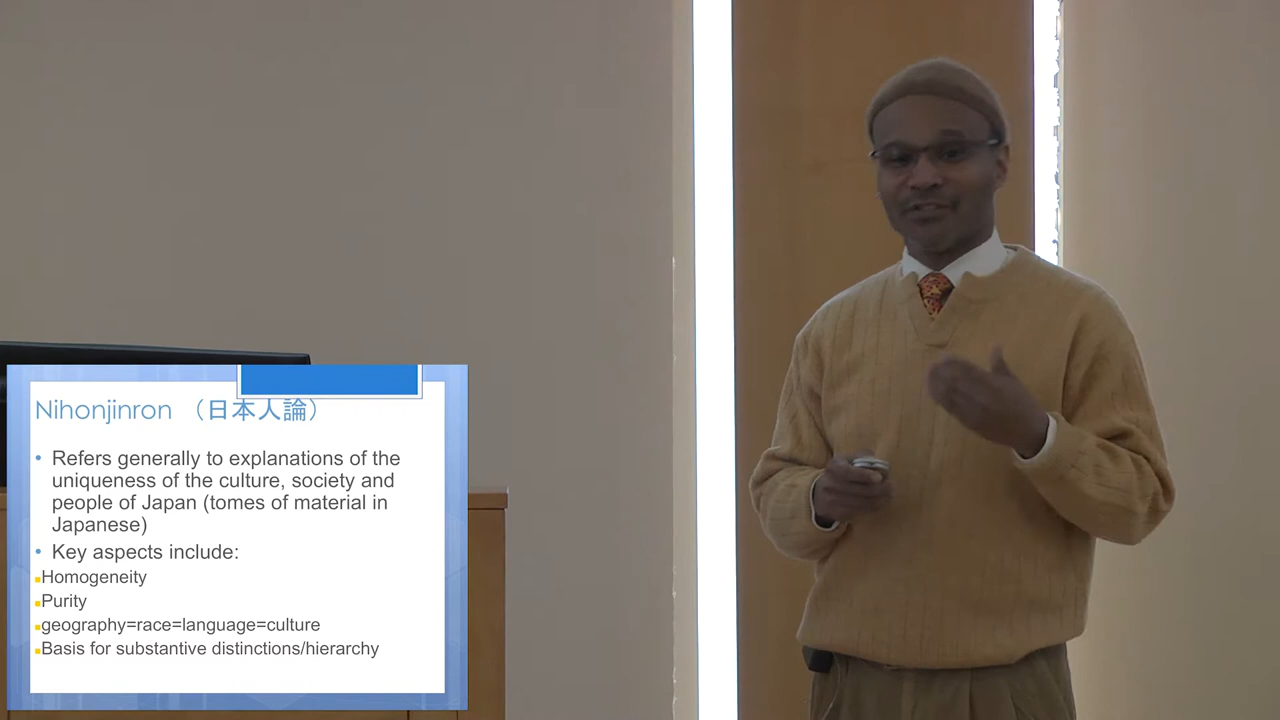 Nihonjinron （日本人論）
• Refers generally to explanations of the
uniqueness of the culture, society and
people of Japan (tomes of material in
Japanese)
• Key aspects include:
Homogeneity
Purity
geography=race=language=culture
Basis for substantive distinctions/hierarchy